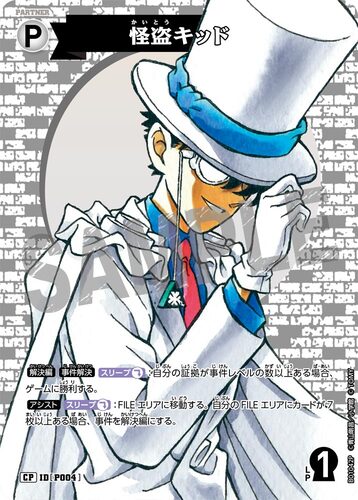 PARTNER
P
かいとう
怪盗キッド
SAMPLE
解決編 事件解決 スリープ :自分の証拠が事件レベルの数以上ある場合、
ゲームに勝利する。
アシスト スリープ :FILEエリアに移動する。自分のFILEエリアにカードが7
枚以上ある場合、事件を解決編にする。
CP ID[P004]
LP 1